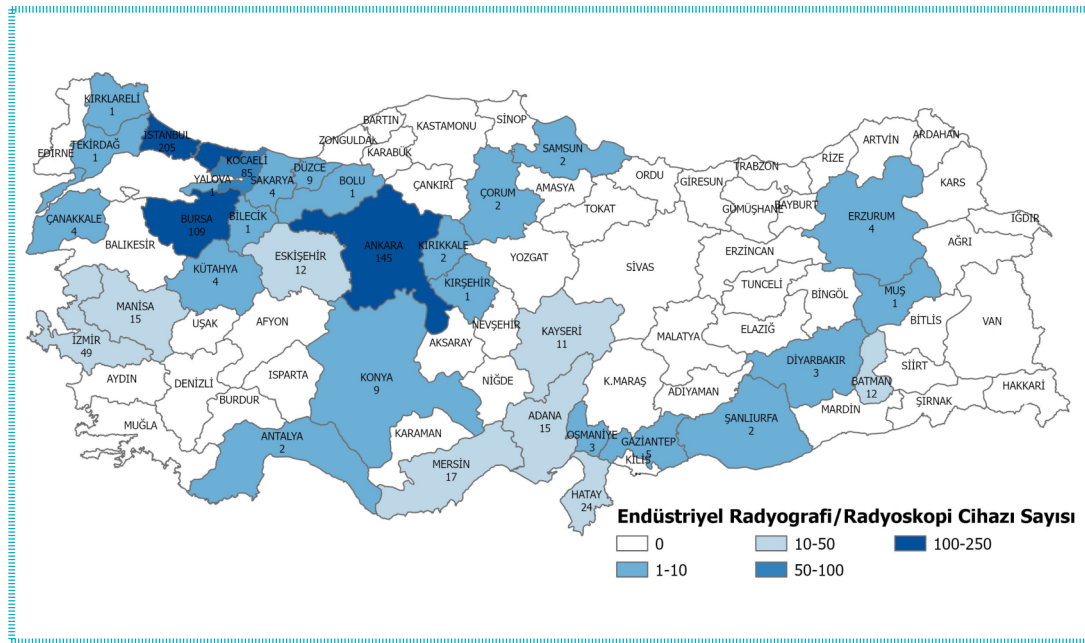 KIRKLARELİ
1
EDİRNE
TEKİRDAĞ
1
İSTANBUL
205
KOCAELİ
85
YALOVA
1
SAKARYA
4
DÜZCE
9
BOLU
1
ZONGULDAK
BARTIN
KARABÜK
KASTAMONU
SİNOP
ÇANKIRI
SAMSUN
2
ÇORUM
2
AMASYA
ORDU
TOKAT
GİRESUN
TRABZON
GÜMÜŞHANE
BAYBURT
RİZE
ARTVİN
ARDAHAN
KARS
IĞDIR
ERZURUM
4
AĞRI
ERZİNCAN
ÇANAKKALE
4
BALIKESİR
BURSA
109
BİLECİK
1
KÜTAHYA
4
ESKİŞEHİR
12
ANKARA
145
KIRIKKALE
2
KIRŞEHİR
1
YOZGAT
SİVAS
TUNCELİ
BİNGÖL
MUŞ
1
BİTLİS
VAN
MANİSA
15
İZMİR
49
UŞAK
AFYON
AKSARAY
NEVŞEHİR
KAYSERİ
11
MALATYA
ELAZIĞ
DİYARBAKIR
3
BATMAN
12
SİİRT
HAKKARİ
ŞIRNAK
MARDİN
AYDIN
DENİZLİ
ISPARTA
BURDUR
MUĞLA
KONYA
9
NİĞDE
ADANA
15
K.MARAŞ
ADIYAMAN
ŞANLIURFA
2
ANTALYA
2
KARAMAN
MERSİN
17
OSMANİYE
3
GAZİANTEP
5
KİLİS
HATAY
24
Endüstriyel Radyografi/Radyoskopi Cihazı Sayısı
0
10-50
100-250
1-10
50-100